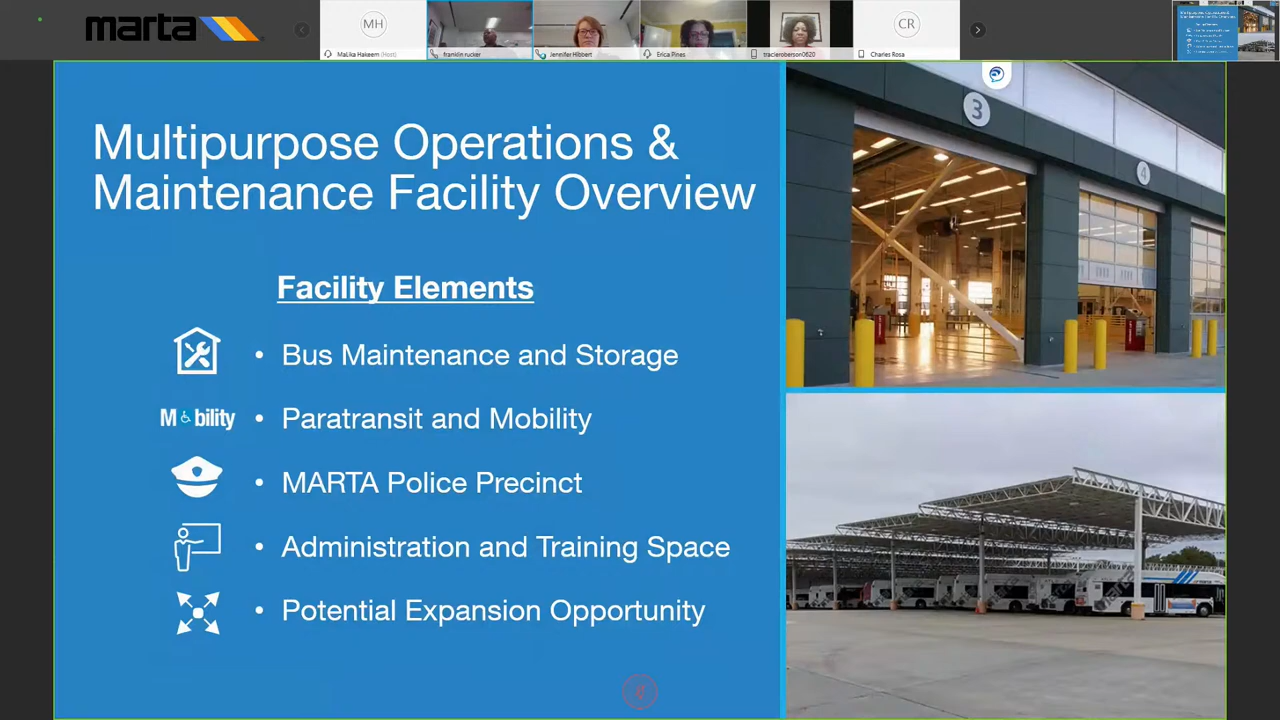 marta
MH
CR
Malika Hakeem (Host)
franklin rucker
Jennifer Hibbert
Erica Pines
tracieroberson0620
Charles Rosa
Multipurpose Operations &
Maintenance Facility Overview
Facility Elements
• Bus Maintenance and Storage
M bility • Paratransit and Mobility
• MARTA Police Precinct
• Administration and Training Space
• Potential Expansion Opportunity
3
4